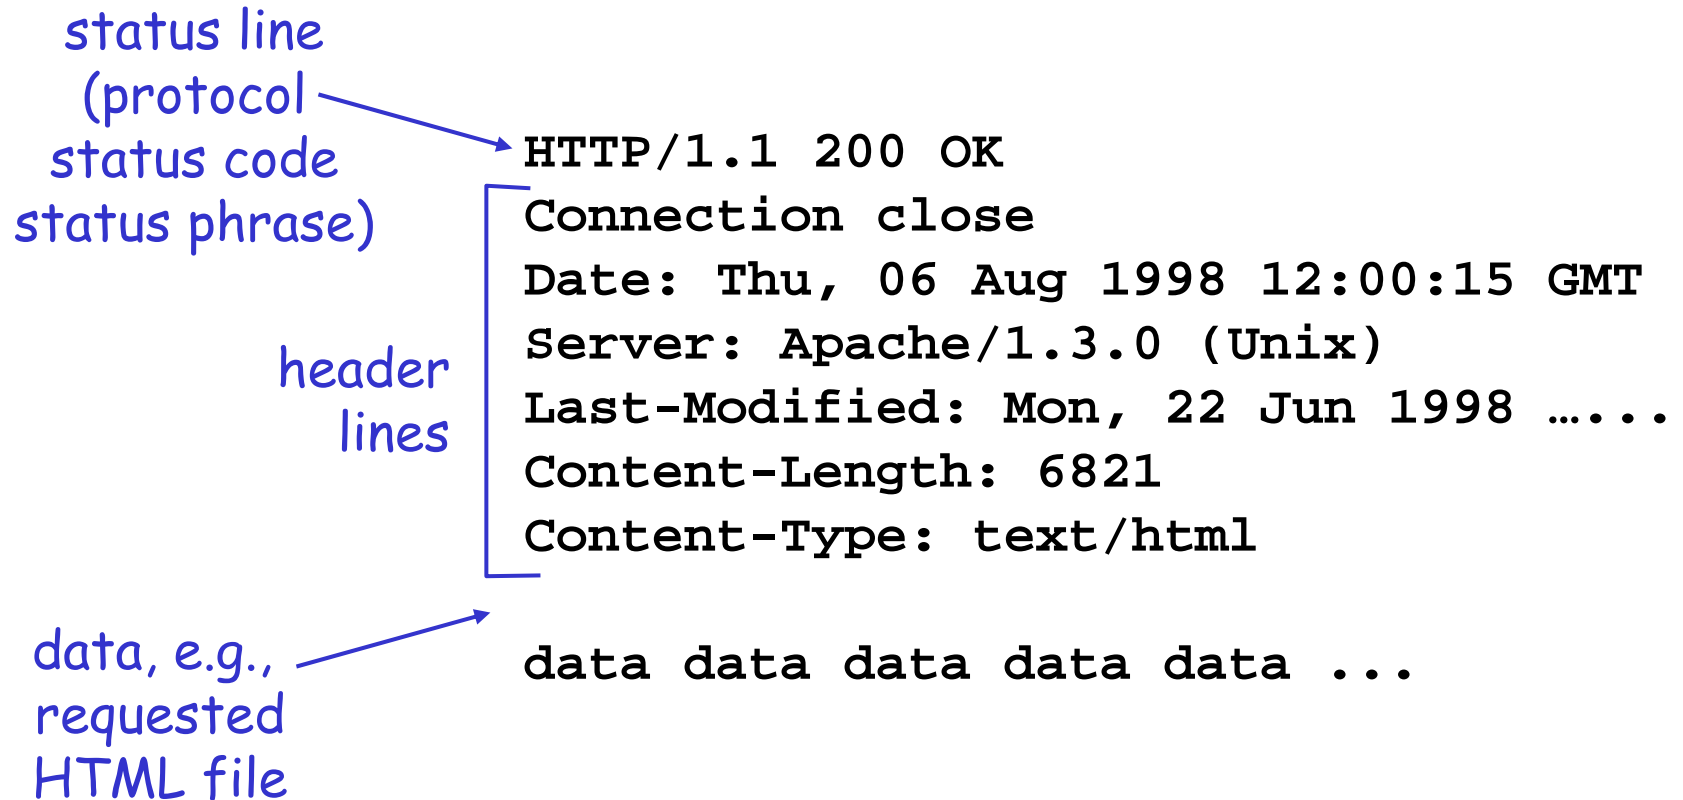 status line
(protocol
status code
status phrase)
HTTP/1.1 200 OK
Connection close
Date: Thu, 06 Aug 1998 12:00:15 GMT
Server: Apache/1.3.0 (Unix)
Last-Modified: Mon, 22 Jun 1998 …...
Content-Length: 6821
Content-Type: text/html
header
lines
data data data data data ...
data, e.g.,
requested
HTML file